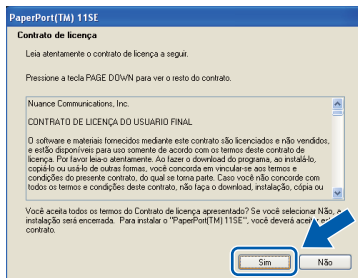 PaperPort(TM) 11SE
Contrato de licença
Leia atentamente o contrato de licença a seguir.
Pressione a tecla PAGE DOWN para ver o resto do contrato.
Nuance Communications, Inc.
CONTRATO DE LICENÇA DO USUARIO FINAL
O software e materiais fornecidos mediante este contrato são licenciados e não vendidos,
e estão disponíveis para uso somente de acordo com os termos deste contrato de
licença. Por favor leia-o atentamente. Ao fazer o download do programa, ao instalá-lo,
copiá-lo ou usá-lo de outras formas, você concorda em vincular-se aos termos e
condições do presente contrato, do qual se torna parte. Caso você não concorde com
todos os termos e condições deste contrato, não faça o download, instalação, cópia ou
Você aceita todos os termos do Contrato de licença apresentado? Se você selecionar Não, a
instalação será encerrada. Para instalar o "PaperPort(TM) 11SE", você deverá aceitar
contrato.
Sim
Não